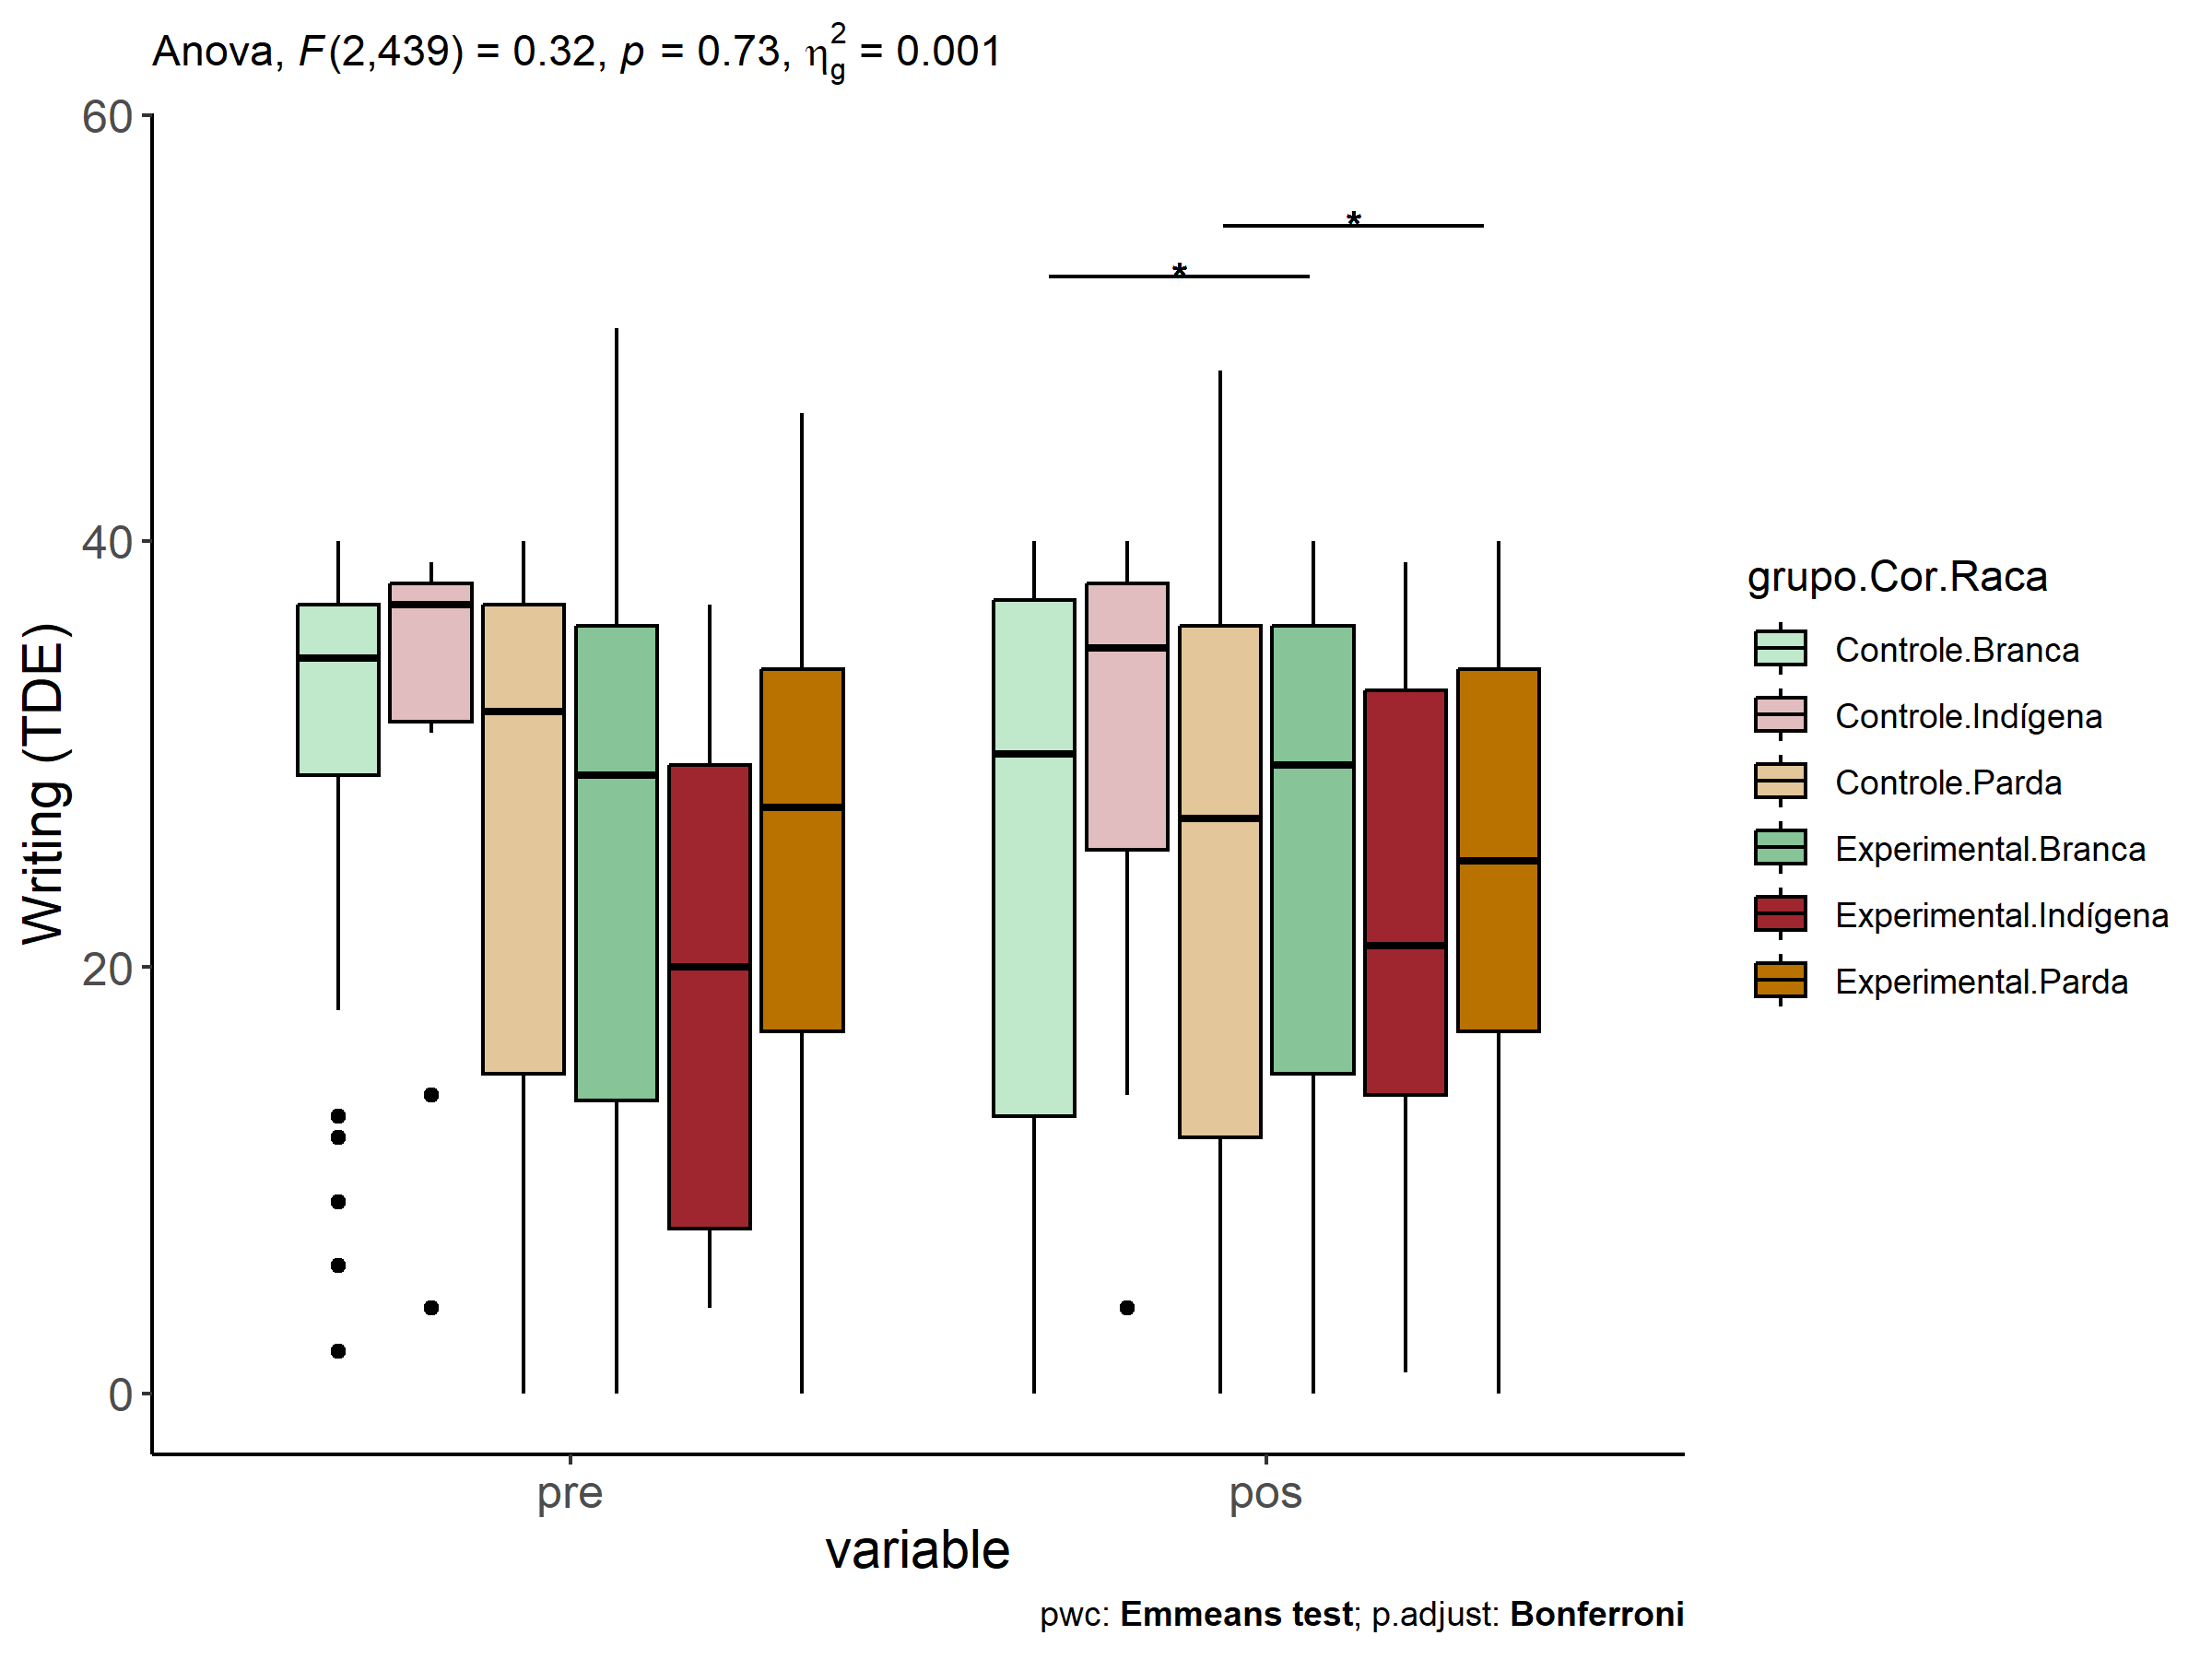 Anova, F(2,439) = 0.32, p = 0.73, η²g = 0.001
60
40
20
0
Writing (TDE)
*
*
pre
pos
variable
grupo.Cor.Raca
Controle.Branca
Controle.Indígena
Controle.Parda
Experimental.Branca
Experimental.Indígena
Experimental.Parda
pwc: Emmeans test; p.adjust: Bonferroni